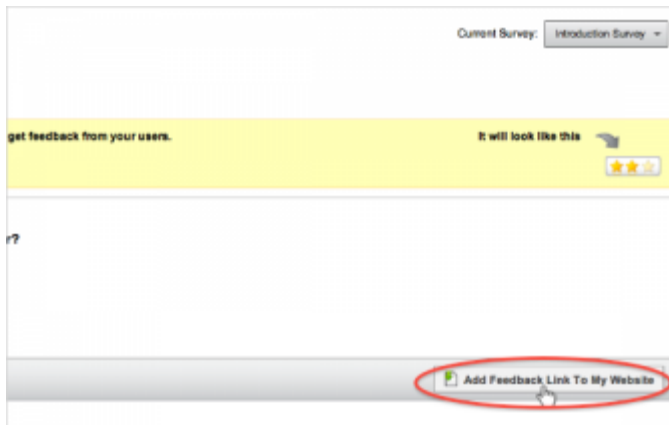 Current Survey: Introduction Survey
get feedback from your users. It will look like this
r?
Add Feedback Link To My Website